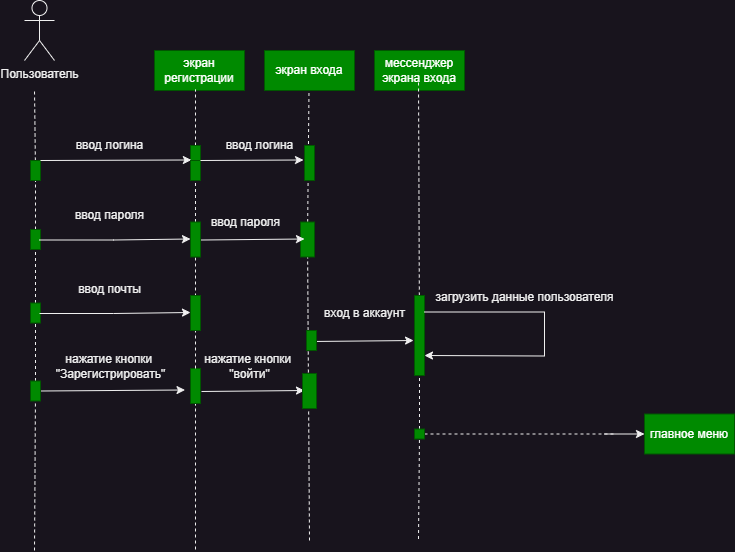 Пользователь
экран
регистрации
экран входа
мессенджер
экрана входа
ввод логина
ввод логина
ввод пароля
ввод пароля
ввод почты
загрузить данные пользователя
вход в аккаунт
нажатие кнопки
"Зарегистрировать"
нажатие кнопки
"войти"
главное меню